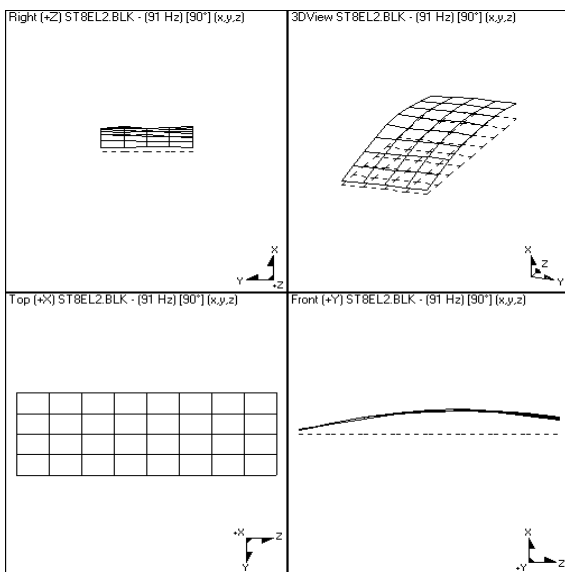 Right (+Z) ST8EL2.BLK - (91 Hz) [90°] (x,y,z)
X
Y
+Z
3DView ST8EL2.BLK - (91 Hz) [90°] (x,y,z)
X
Z
Y
Top (+X) ST8EL2.BLK - (91 Hz) [90°] (x,y,z)
+X
Z
Y
Front (+Y) ST8EL2.BLK - (91 Hz) [90°] (x,y,z)
X
+Y
Z